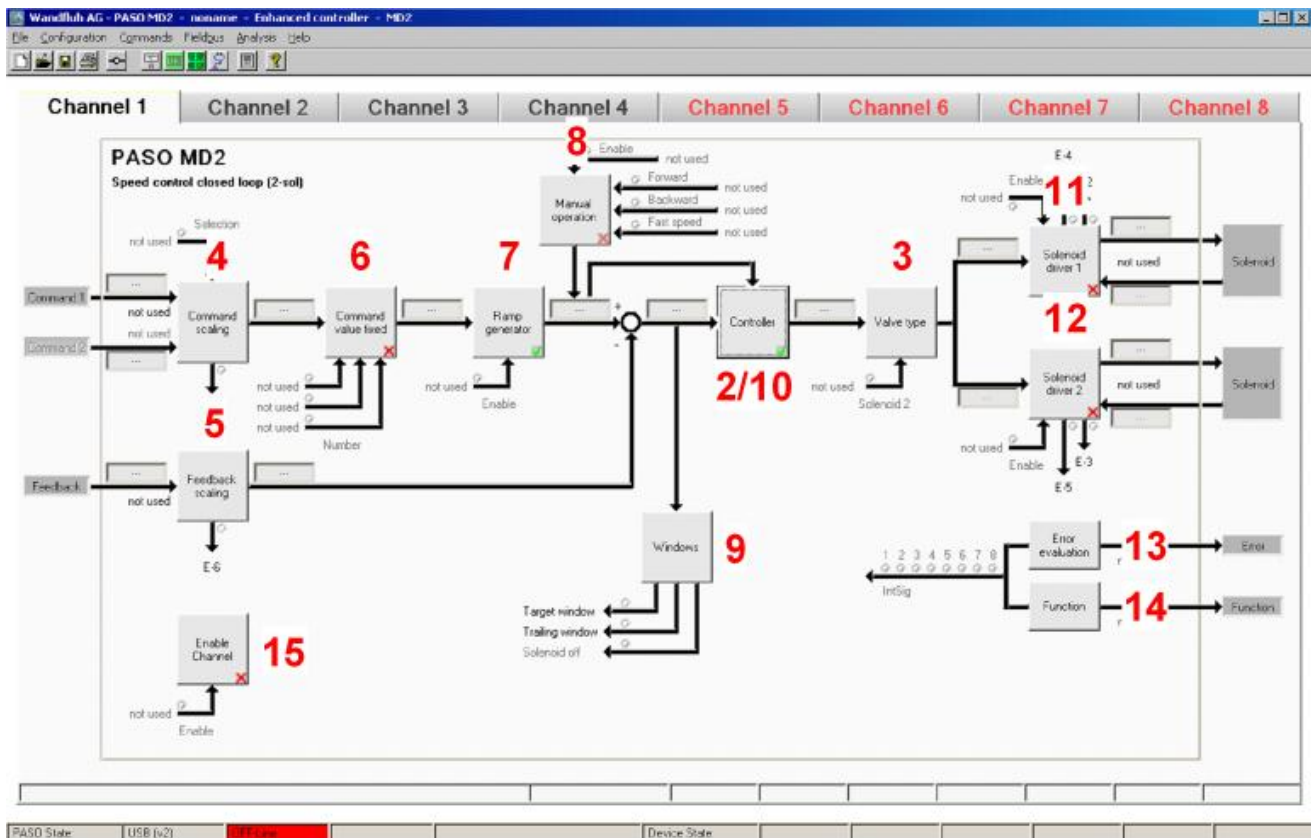 Wandfluh AG - PASO MD2 - noname - Enhanced controller - MD2
File Configuration Commands Fieldbus Analysis Help
Channel 1 Channel 2 Channel 3 Channel 4 Channel 5 Channel 6 Channel 7 Channel 8
PASO MD2
Speed control closed loop (2-sol)
8
Enable
not used
Forward
not used
Backward
not used
Fast speed
not used
Manual operation
E-4
Enable
11
2
not used
Selection
not used
4
6
7
3
...
Command 1
not used
not used
Command 2
...
Command scaling
...
Command value fixed
...
Ramp generator
...
+
-
...
Controller
...
Valve type
...
Solenoid driver 1
...
not used
...
Solenoid
12
5
not used
not used
not used
Number
not used
Enable
2/10
not used
Solenoid 2
...
Solenoid driver 2
...
not used
...
Solenoid
not used
Enable
E-3
E-5
Feedback
...
not used
Feedback scaling
...
E-6
Windows
9
Target window
Trailing window
Solenoid off
1 2 3 4 5 6 7 8
IntSig
Error evaluation
13
Error
Function
14
Function
Enable Channel
15
not used
Enable
PASO State: USB (v2) OFF-Line Device State